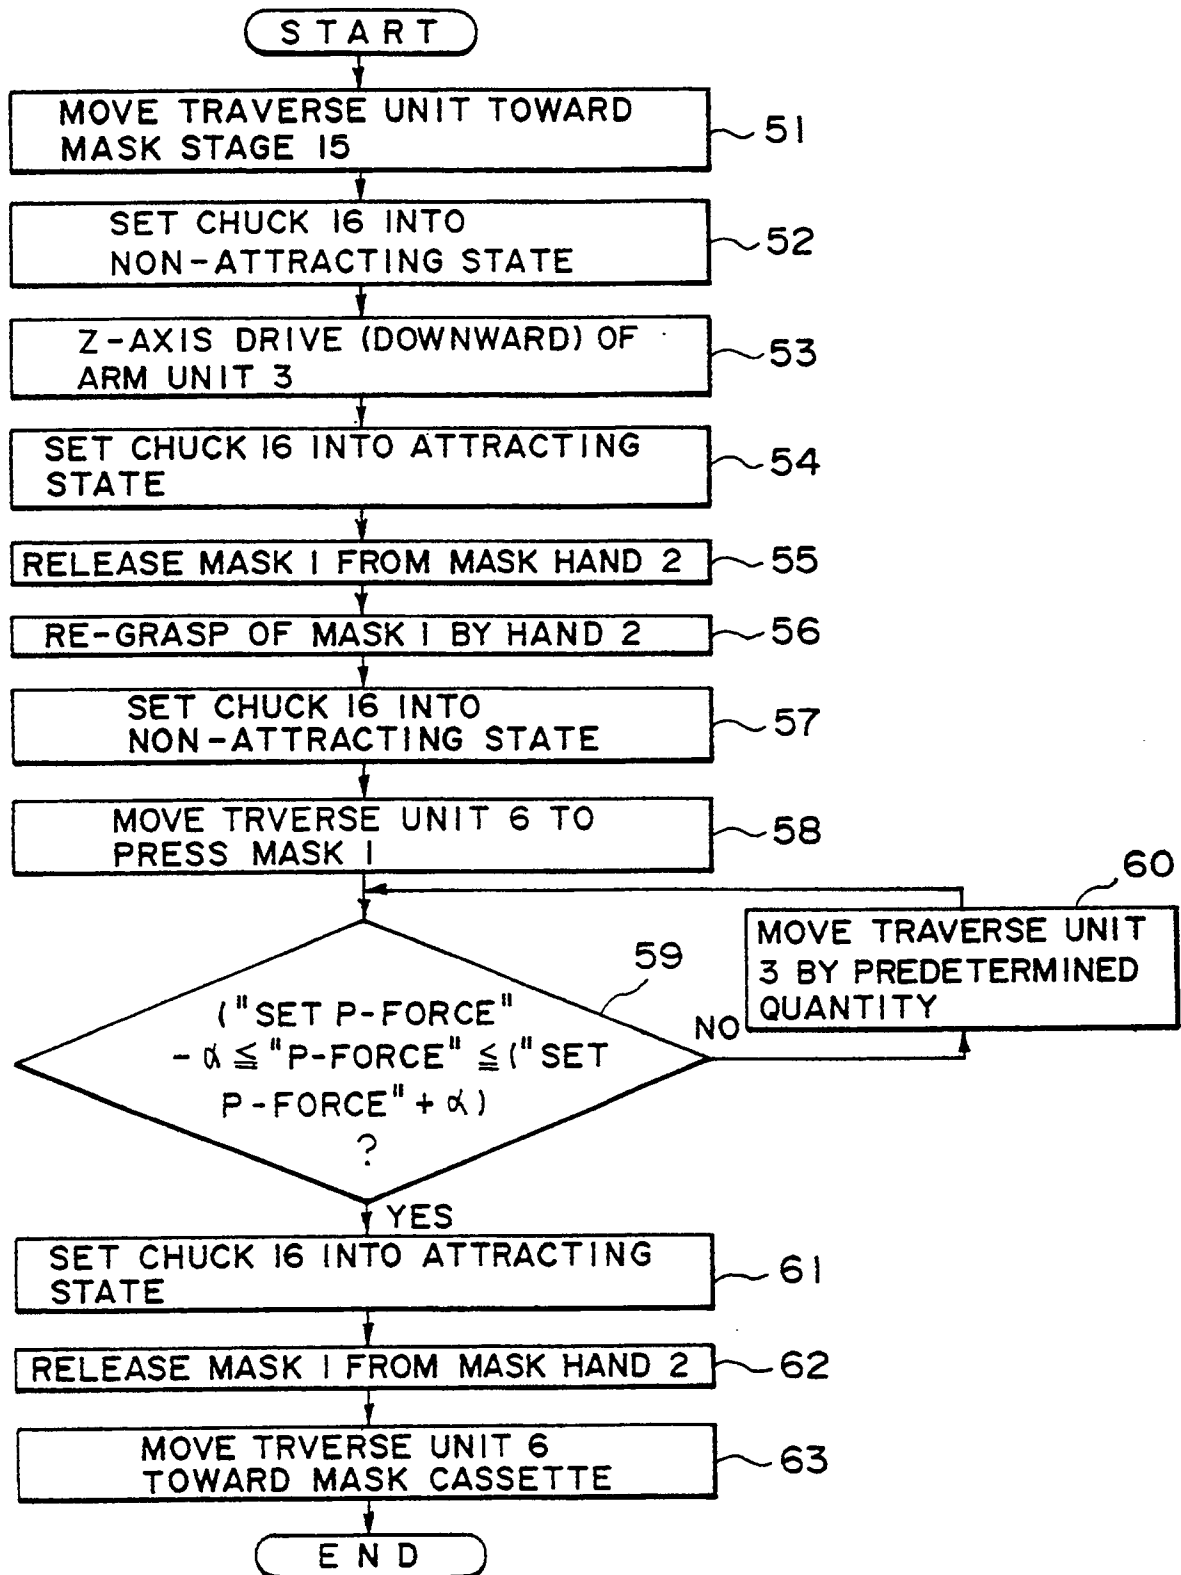 START
MOVE TRAVERSE UNIT TOWARD
MASK STAGE 15
51
SET CHUCK 16 INTO
NON-ATTRACTING STATE
52
Z-AXIS DRIVE (DOWNWARD) OF
ARM UNIT 3
53
SET CHUCK 16 INTO ATTRACTING
STATE
54
RELEASE MASK 1 FROM MASK HAND 2
55
RE-GRASP OF MASK 1 BY HAND 2
56
SET CHUCK 16 INTO
NON-ATTRACTING STATE
57
MOVE TRVERSE UNIT 6 TO
PRESS MASK 1
58
60
MOVE TRAVERSE UNIT
3 BY PREDETERMINED
QUANTITY
59
("SET P-FORCE"
- α ≦ "P-FORCE" ≦ ("SET
P-FORCE" + α)
?
NO
YES
SET CHUCK 16 INTO ATTRACTING
STATE
61
RELEASE MASK 1 FROM MASK HAND 2
62
MOVE TRVERSE UNIT 6
TOWARD MASK CASSETTE
63
END